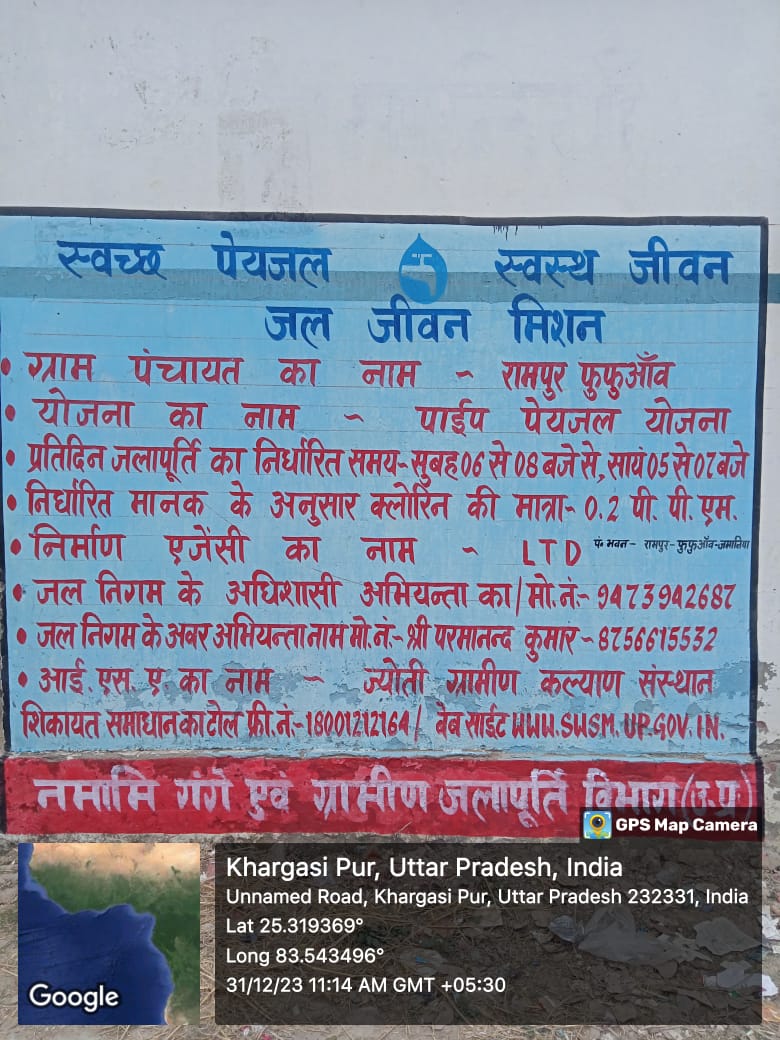 स्वच्छ पेयजल स्वस्थ जीवन
जल जीवन मिशन
• ग्राम पंचायत का नाम ~ रामपुर फुफुआँव
• योजना का नाम ~ पाईप पेयजल योजना
• प्रतिदिन जलापूर्ति का निर्धारित समय-सुबह 06 से 08 बजे से, सायं 05 से 07 बजे
• निर्धारित मानक के अनुसार क्लोरिन की मात्रा- 0.2 पी. पी. एम.
• निर्माण एजेंसी का नाम ~ LTD पं० भवन - रामपुर - फुफुआँव-जमानिया
• जल निगम के अधिशासी अभियन्ता का/मो.नं:- 9473942687
• जल निगम के अवर अभियन्ता नाम मो.नं:- श्री परमानन्द कुमार - 8756615532
• आई. एस. ए. का नाम ~ ज्योती ग्रामीण कल्याण संस्थान
शिकायत समाधान का टोल फ्री.नं:-18001212164/ वेब साईट WWW.SWSM.UP.GOV.IN.
नमामि गंगे एवं ग्रामीण जलापूर्ति विभाग (उ.प्र)
GPS Map Camera
Khargasi Pur, Uttar Pradesh, India
Unnamed Road, Khargasi Pur, Uttar Pradesh 232331, India
Lat 25.319369°
Long 83.543496°
31/12/23 11:14 AM GMT +05:30
Google